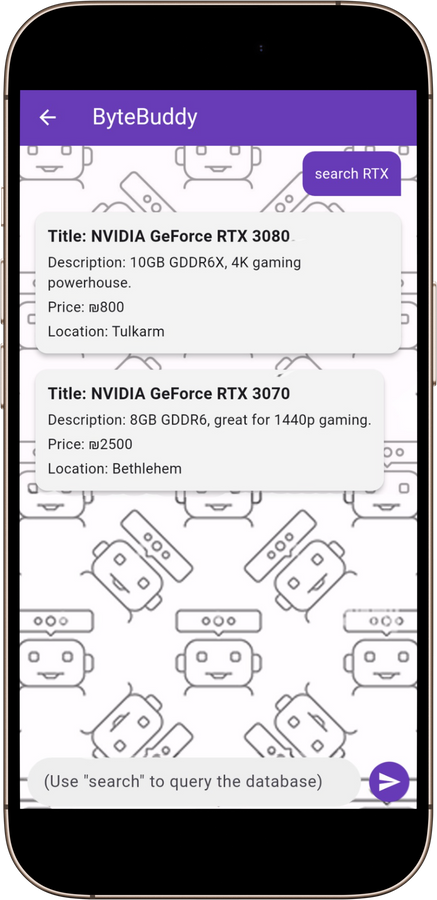 ByteBuddy
search RTX
Title: NVIDIA GeForce RTX 3080
Description: 10GB GDDR6X, 4K gaming
powerhouse.
Price: ₪800
Location: Tulkarm
Title: NVIDIA GeForce RTX 3070
Description: 8GB GDDR6, great for 1440p gaming.
Price: ₪2500
Location: Bethlehem
(Use "search" to query the database)